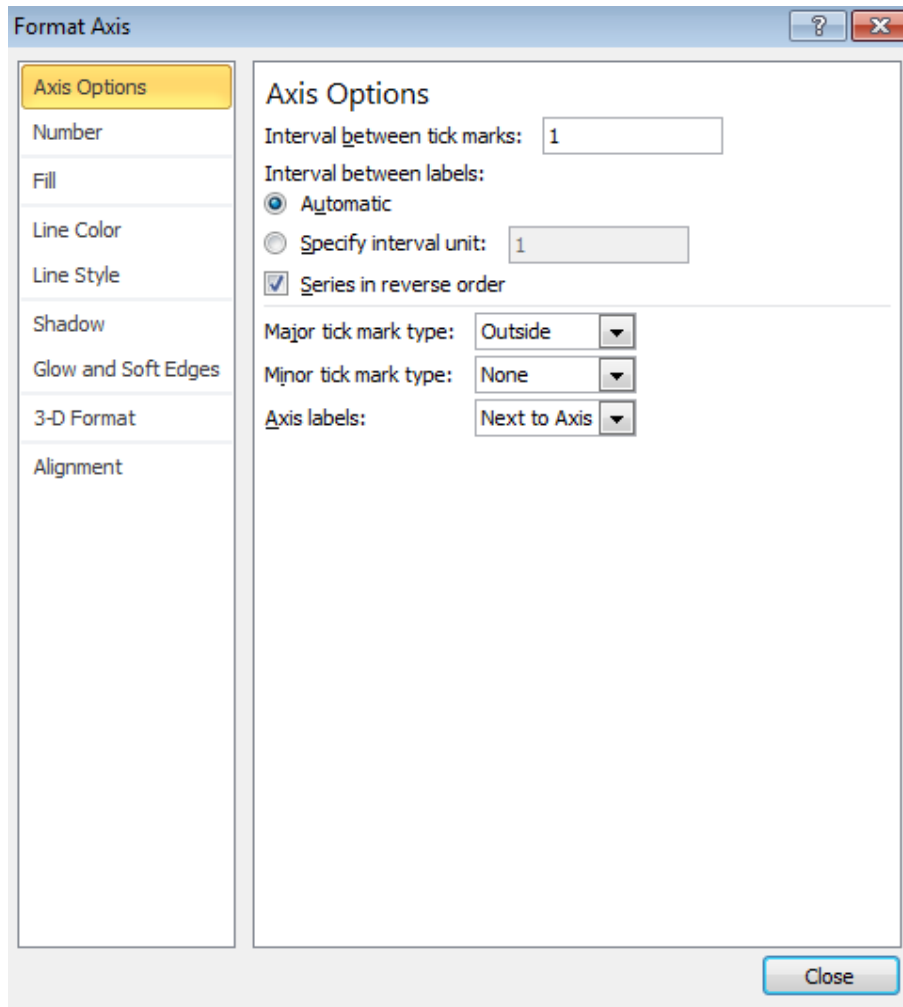 Format Axis
?
Axis Options
Number
Fill
Line Color
Line Style
Shadow
Glow and Soft Edges
3-D Format
Alignment
Axis Options
Interval between tick marks: 1
Interval between labels:
Automatic
Specify interval unit: 1
Series in reverse order
Major tick mark type: Outside
Minor tick mark type: None
Axis labels: Next to Axis
Close